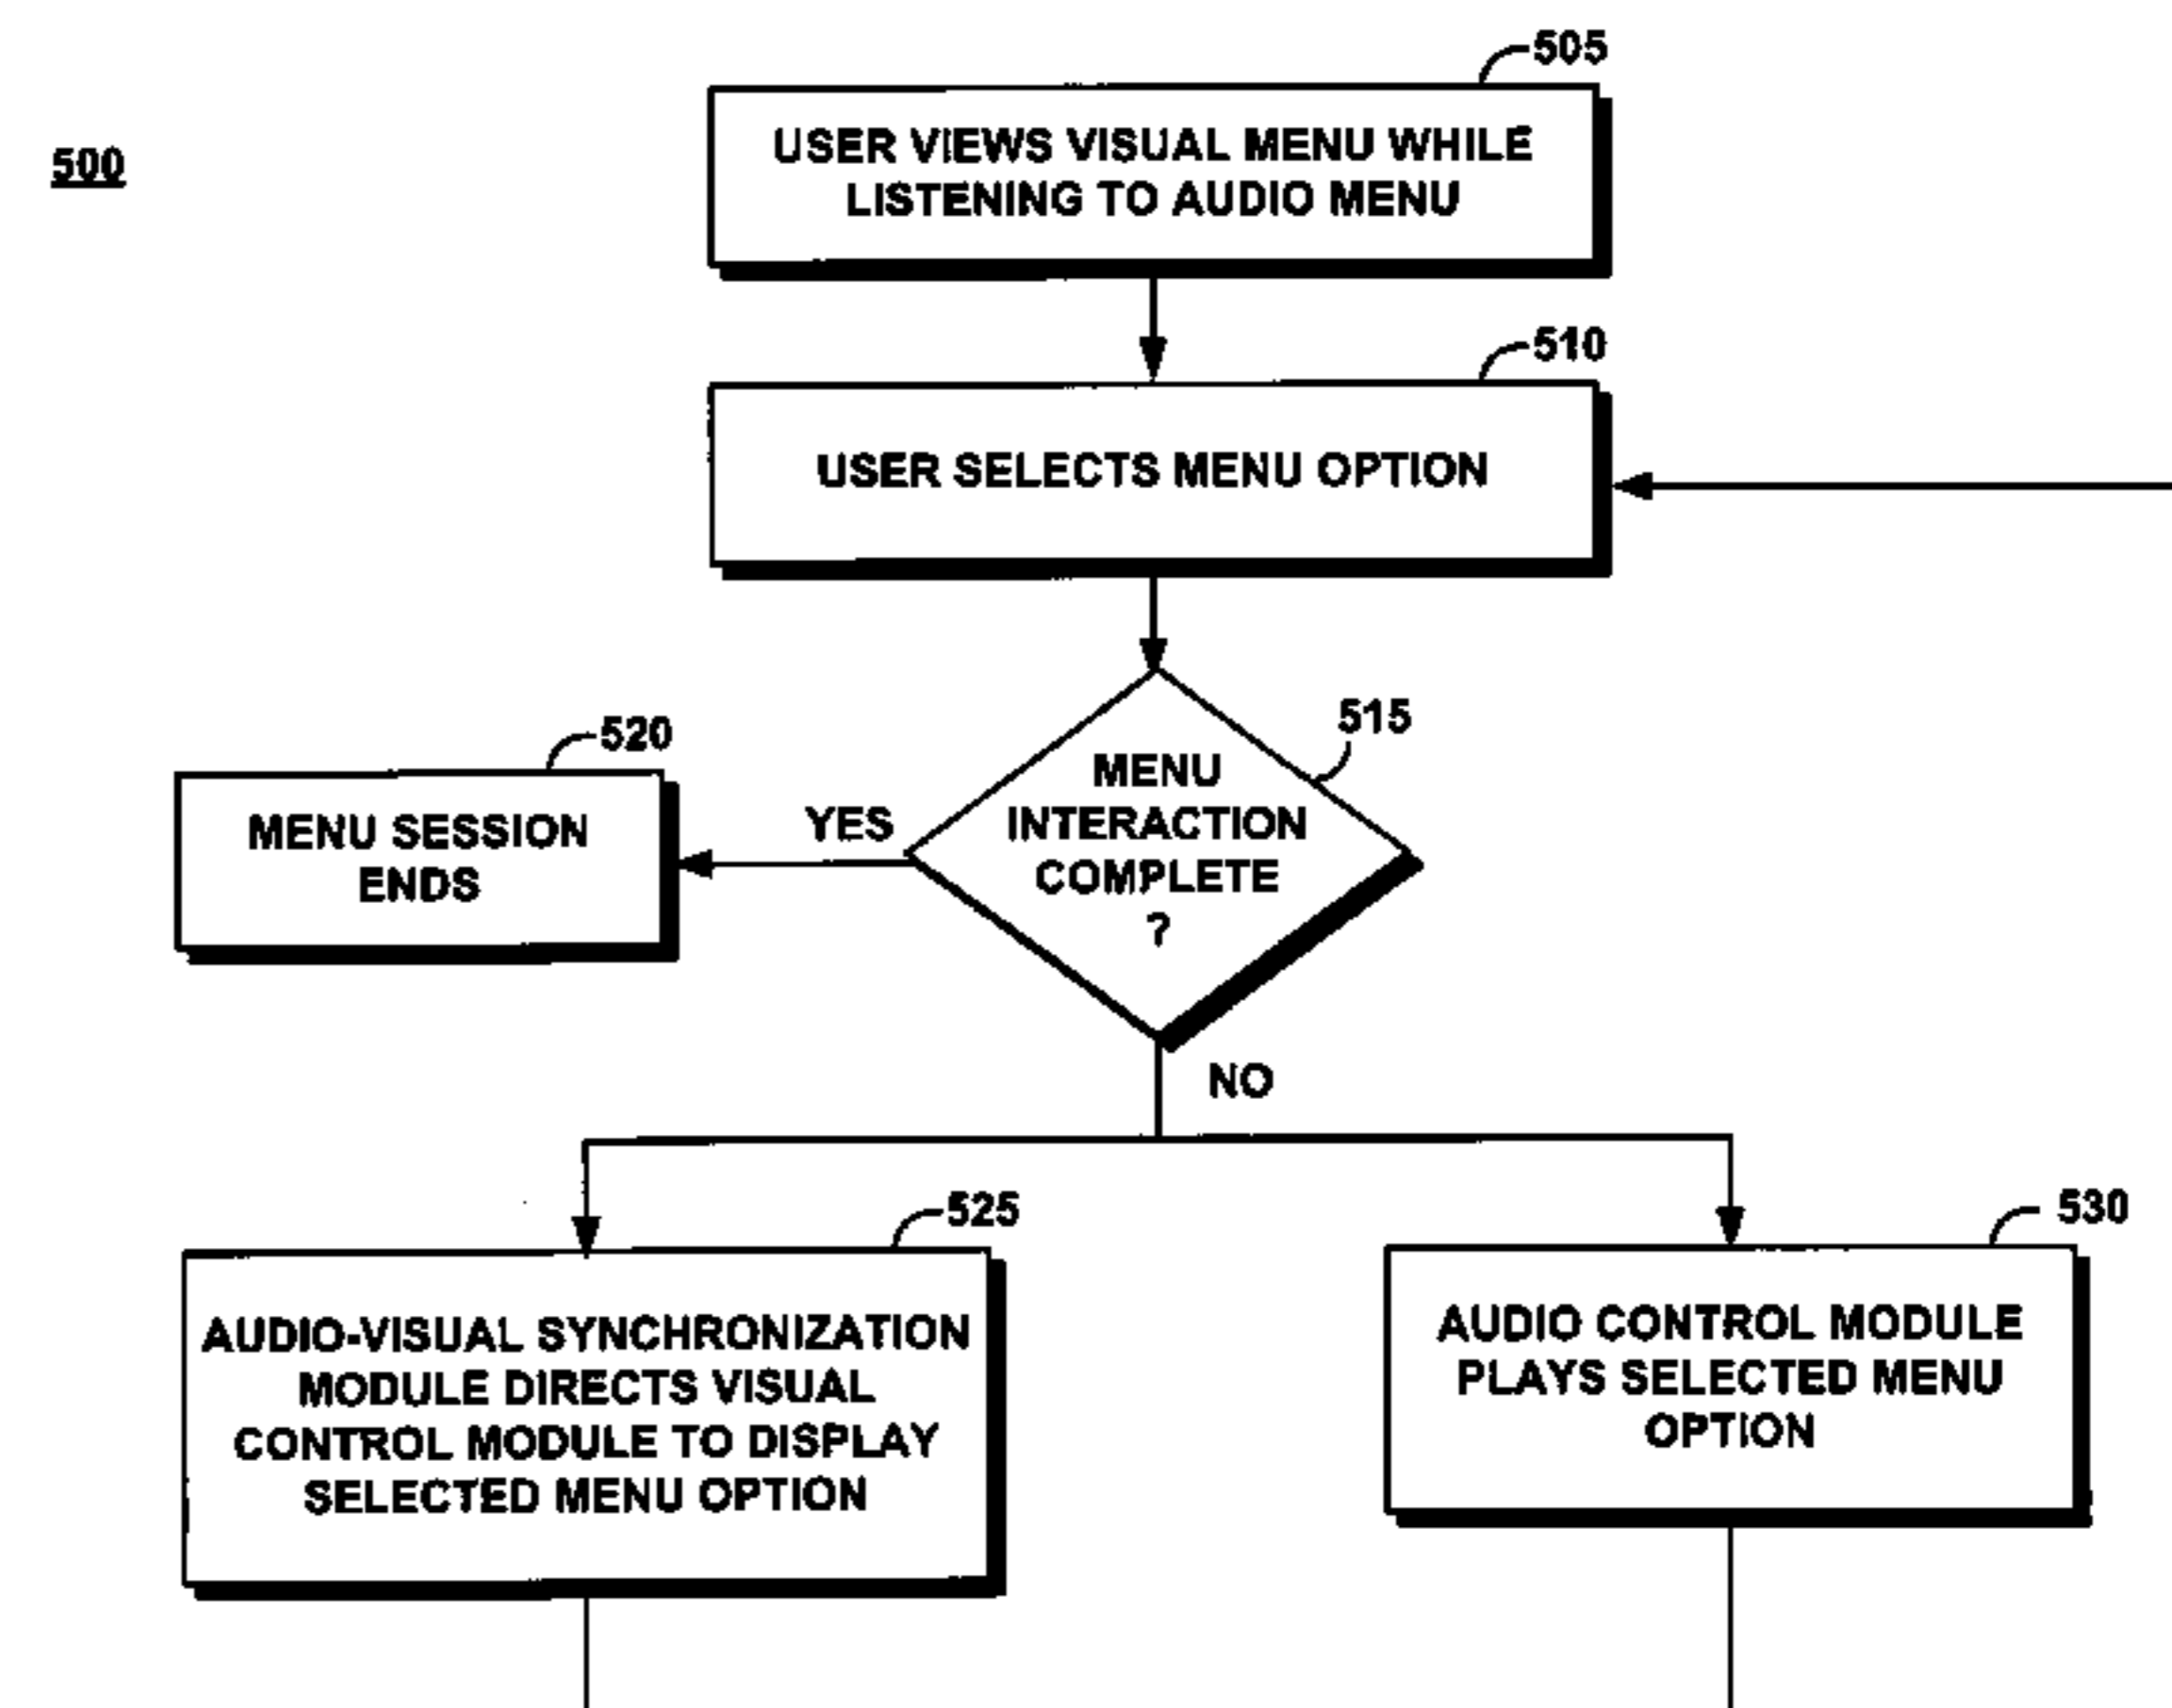 505
500
USER VIEWS VISUAL MENU WHILE
LISTENING TO AUDIO MENU
510
USER SELECTS MENU OPTION
515
520
MENU
INTERACTION
COMPLETE
?
YES
MENU SESSION
ENDS
NO
525
530
AUDIO-VISUAL SYNCHRONIZATION
MODULE DIRECTS VISUAL
CONTROL MODULE TO DISPLAY
SELECTED MENU OPTION
AUDIO CONTROL MODULE
PLAYS SELECTED MENU
OPTION